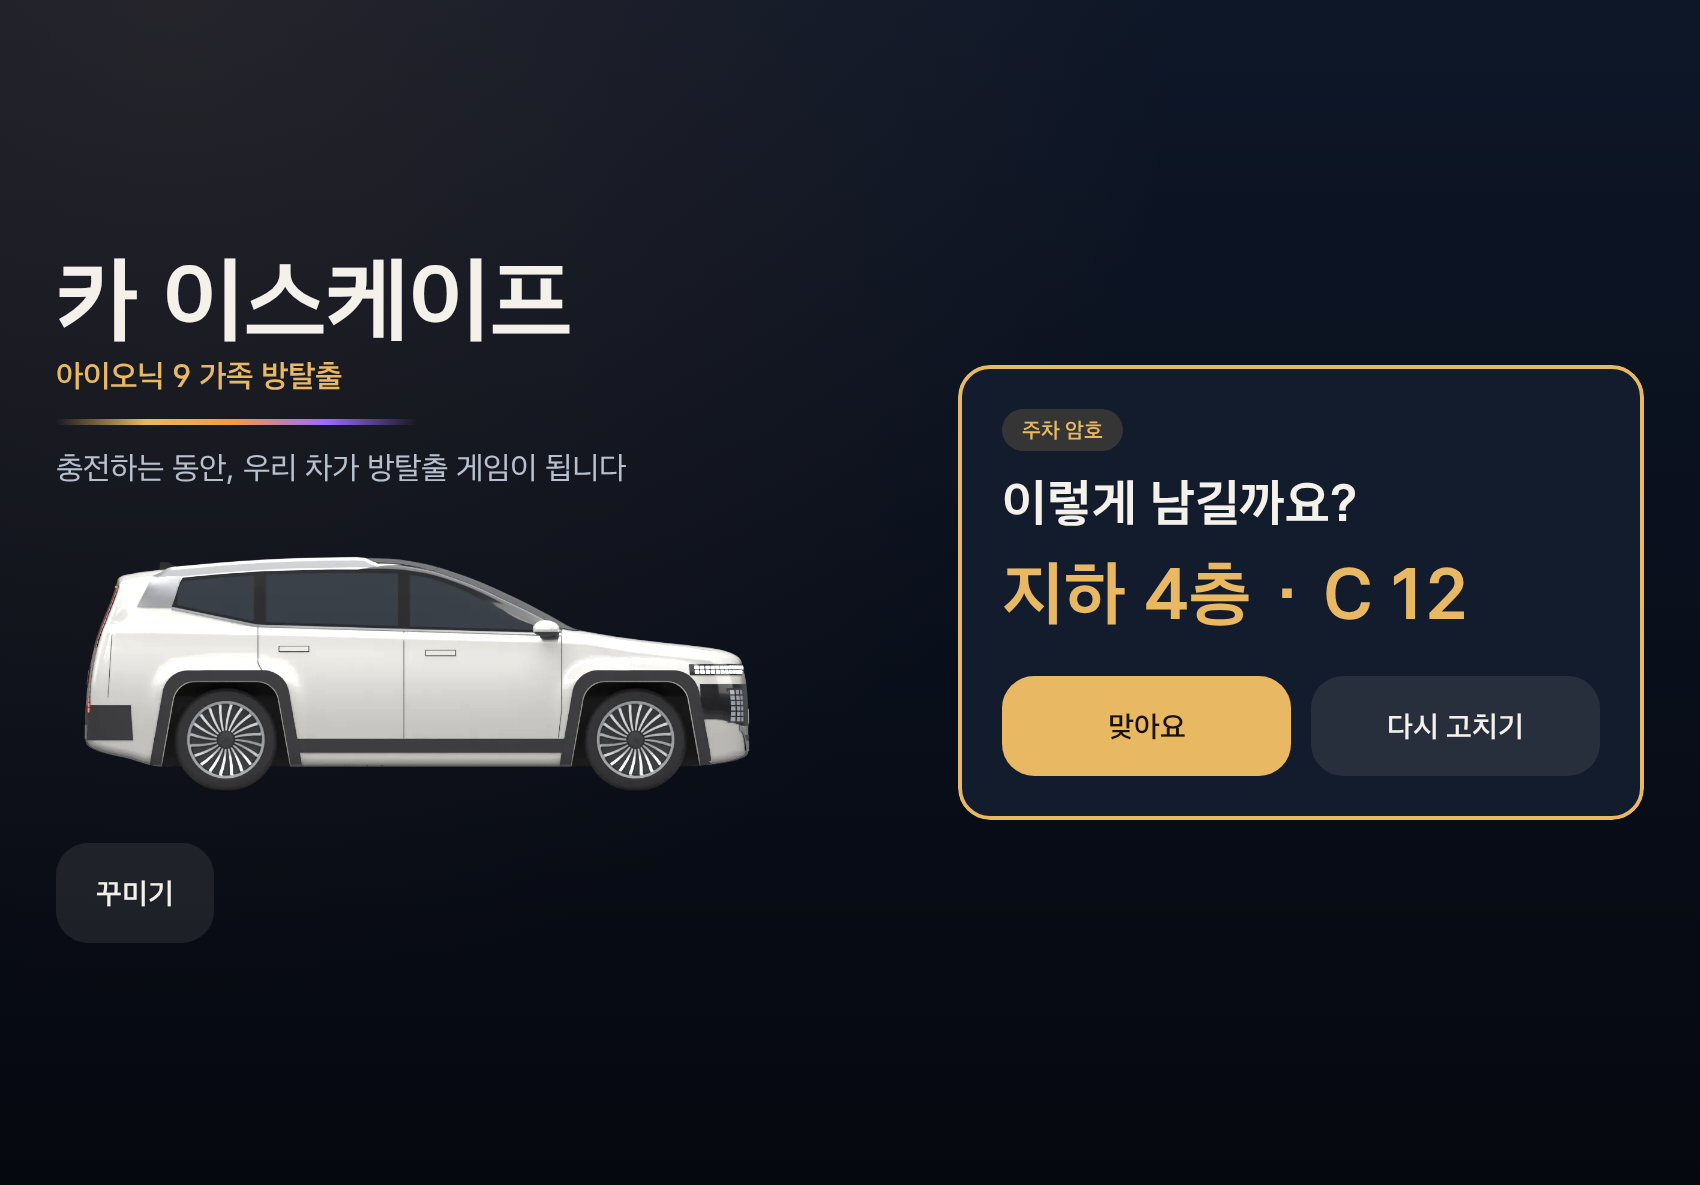 카 이스케이프
아이오닉 9 가족 방탈출
충전하는 동안, 우리 차가 방탈출 게임이 됩니다
꾸미기
주차 암호
이렇게 남길까요?
지하 4층 · C 12
맞아요
다시 고치기